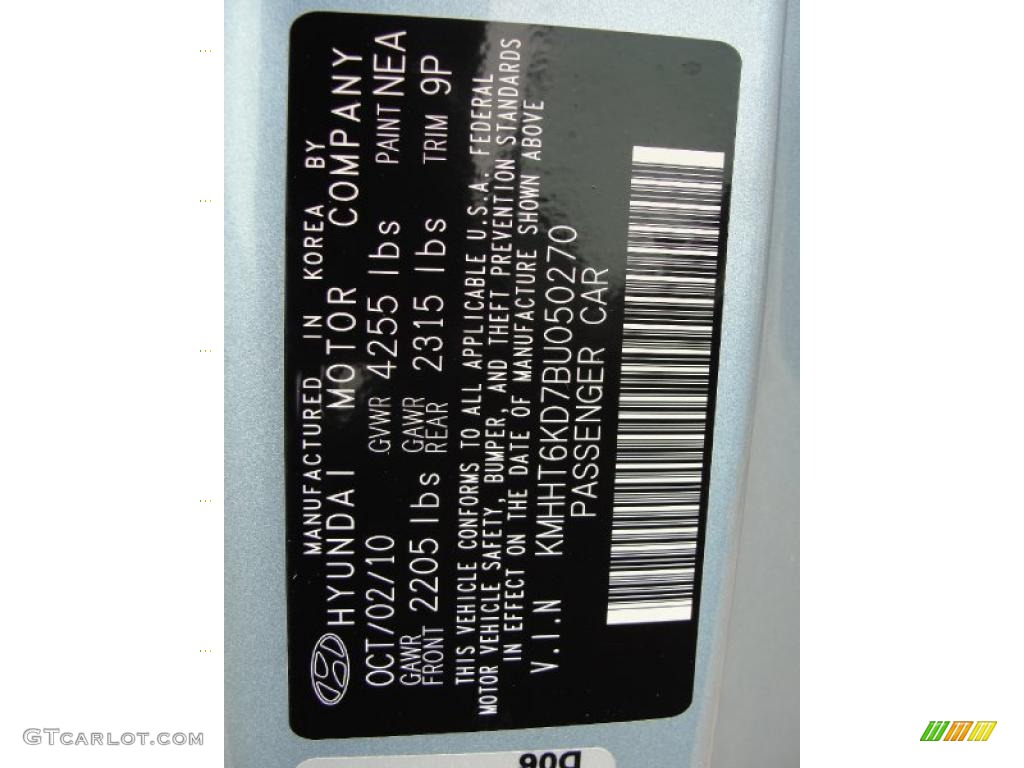 MANUFACTURED IN KOREA BY
HYUNDAI MOTOR COMPANY
OCT/02/10 GVWR 4255 lbs PAINT NEA
GAWR FRONT 2205 lbs GAWR REAR 2315 lbs TRIM 9P
THIS VEHICLE CONFORMS TO ALL APPLICABLE U.S.A. FEDERAL
MOTOR VEHICLE SAFETY, BUMPER, AND THEFT PREVENTION STANDARDS
IN EFFECT ON THE DATE OF MANUFACTURE SHOWN ABOVE
V.I.N KMHHT6KD7BU050270
PASSENGER CAR
D06
GTCARLOT.COM